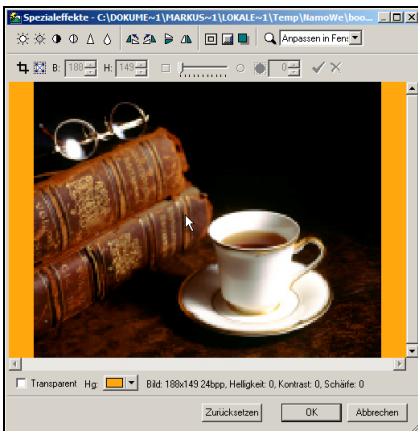 Spezialeffekte - C:\DOKUME~1\MARKUS~1\LOKALE~1\Temp\NamoWe\boo...
Anpassen in Fens
B: 188 H: 149 0
Transparent Hg: Bild: 188x149 24bpp, Helligkeit: 0, Kontrast: 0, Schärfe: 0
Zurücksetzen OK Abbrechen